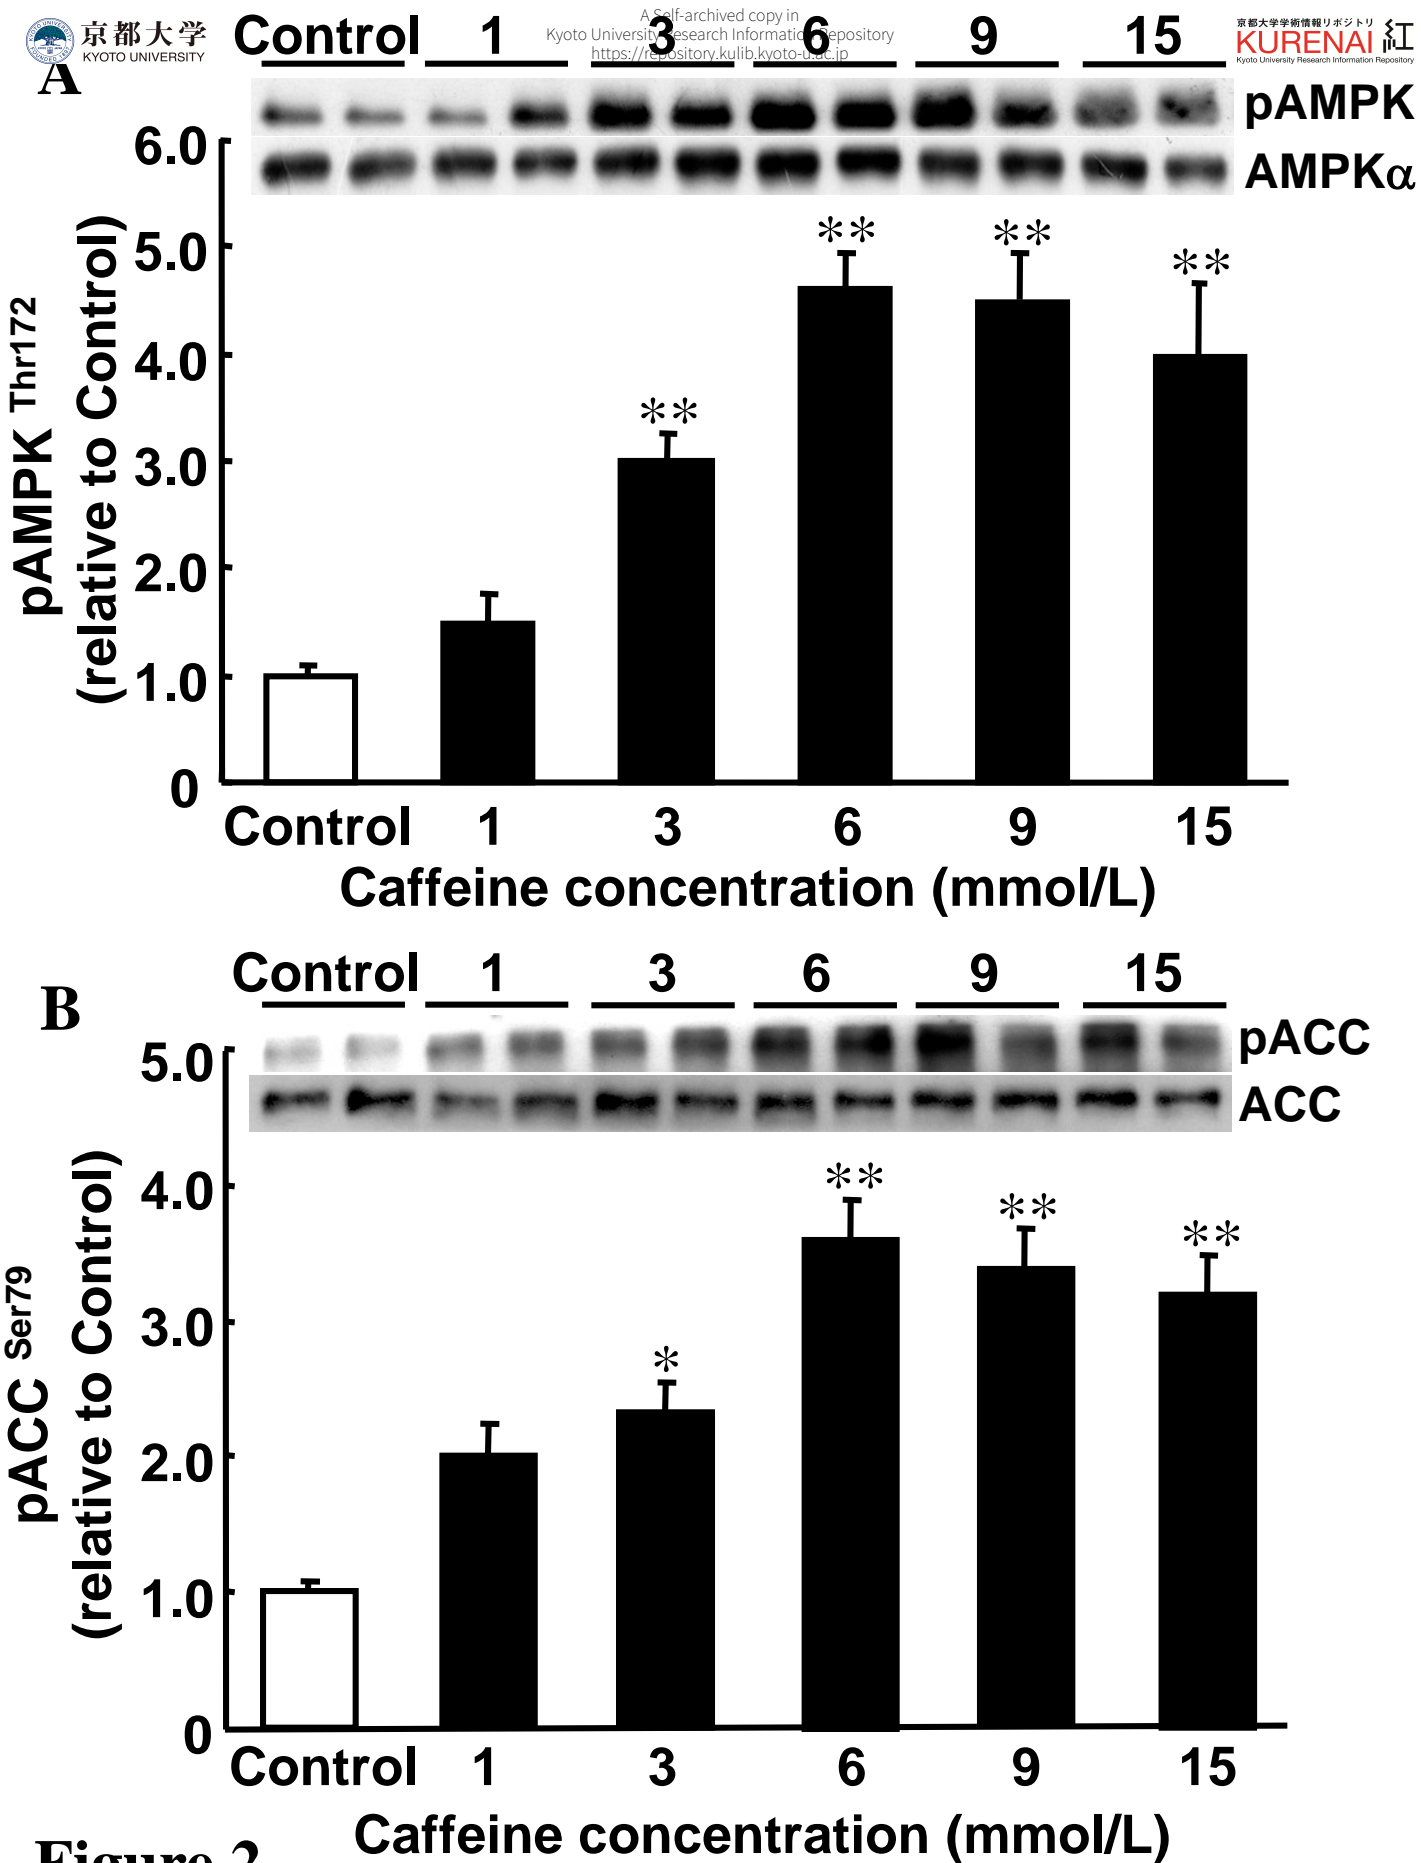 京都大学
KYOTO UNIVERSITY
A Self-archived copy in
Kyoto University Research Information Repository
https://repository.kulib.kyoto-u.ac.jp
京都大学学術情報リポジトリ
KURENAI 紅
Kyoto University Research Information Repository
A
Control 1 3 6 9 15
pAMPK
AMPKα
pAMPK Thr172
(relative to Control)
6.0
5.0
4.0
3.0
2.0
1.0
0
** ** ** **
Control 1 3 6 9 15
Caffeine concentration (mmol/L)
B
Control 1 3 6 9 15
pACC
ACC
pACC Ser79
(relative to Control)
5.0
4.0
3.0
2.0
1.0
0
* ** ** **
Control 1 3 6 9 15
Caffeine concentration (mmol/L)
Figure 2